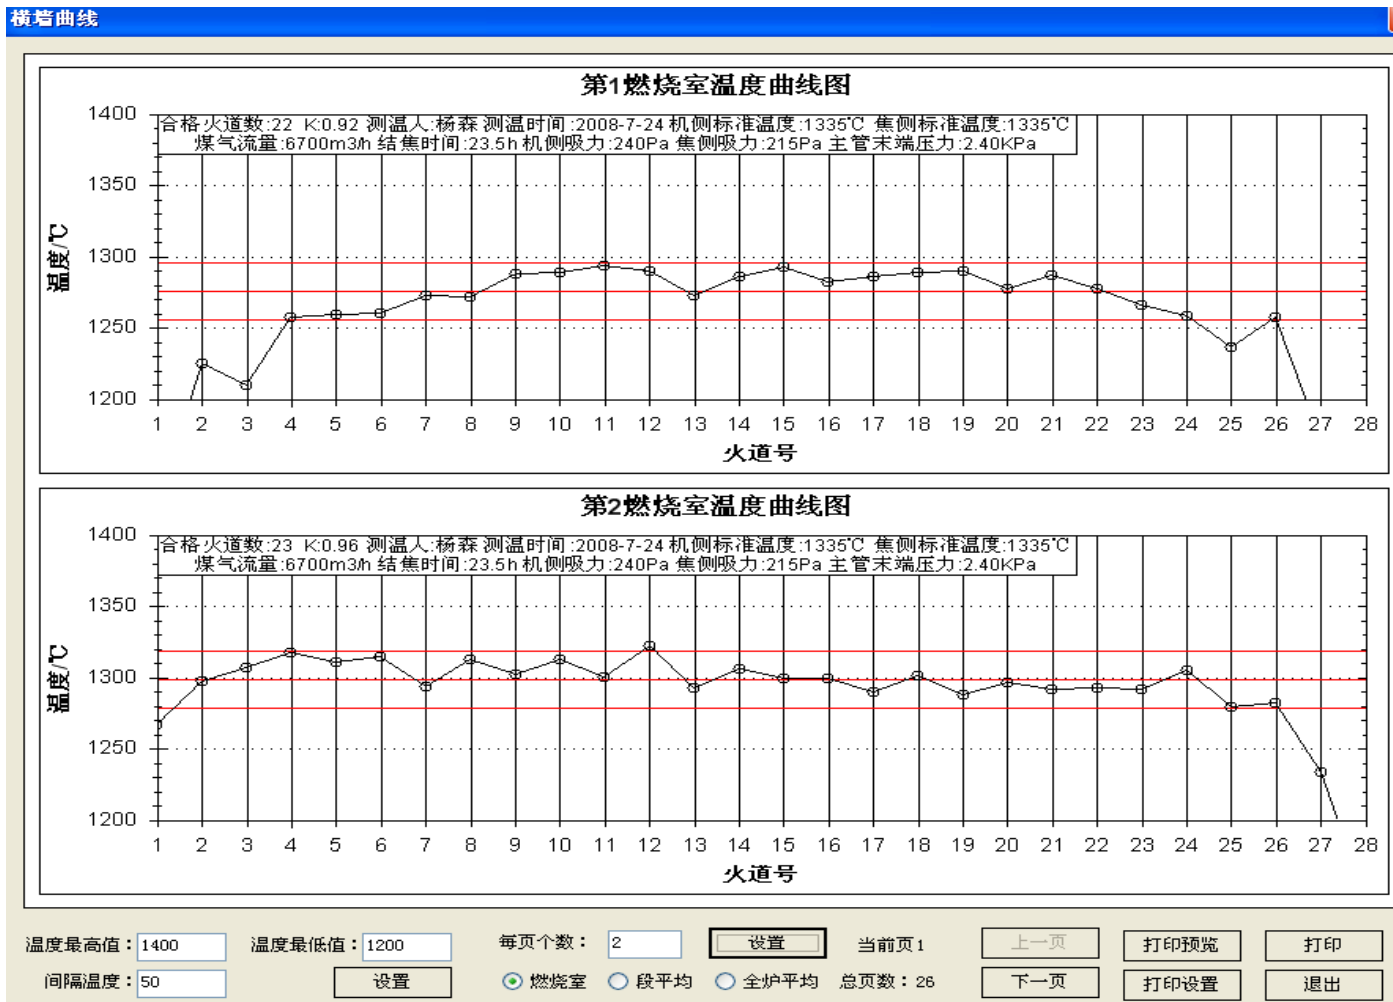 横墙曲线
第1燃烧室温度曲线图
合格火道数:22 K:0.92 测温人:杨森 测温时间:2008-7-24 机侧标准温度:1335℃ 焦侧标准温度:1335℃
煤气流量:6700m3/h 结焦时间:23.5h 机侧吸力:240Pa 焦侧吸力:215Pa 主管末端压力:2.40KPa
1400
1350
1300
1250
1200
温度/℃
1 2 3 4 5 6 7 8 9 10 11 12 13 14 15 16 17 18 19 20 21 22 23 24 25 26 27 28
火道号
第2燃烧室温度曲线图
合格火道数:23 K:0.96 测温人:杨森 测温时间:2008-7-24 机侧标准温度:1335℃ 焦侧标准温度:1335℃
煤气流量:6700m3/h 结焦时间:23.5h 机侧吸力:240Pa 焦侧吸力:215Pa 主管末端压力:2.40KPa
1400
1350
1300
1250
1200
温度/℃
1 2 3 4 5 6 7 8 9 10 11 12 13 14 15 16 17 18 19 20 21 22 23 24 25 26 27 28
火道号
温度最高值：1400 温度最低值：1200 每页个数： 2 设置 当前页1 上一页 打印预览 打印
间隔温度：50 设置 燃烧室 段平均 全炉平均 总页数：26 下一页 打印设置 退出